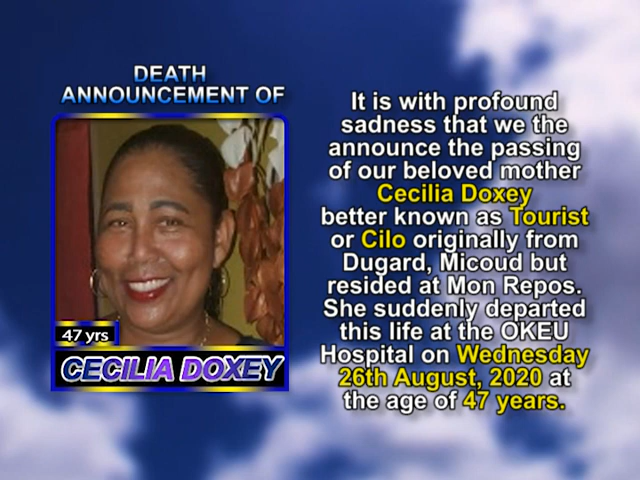 DEATH
ANNOUNCEMENT OF
47 yrs
CECILIA DOXEY
It is with profound
sadness that we the
announce the passing
of our beloved mother
Cecilia Doxey
better known as Tourist
or Cilo originally from
Dugard, Micoud but
resided at Mon Repos.
She suddenly departed
this life at the OKEU
Hospital on Wednesday
26th August, 2020 at
the age of 47 years.